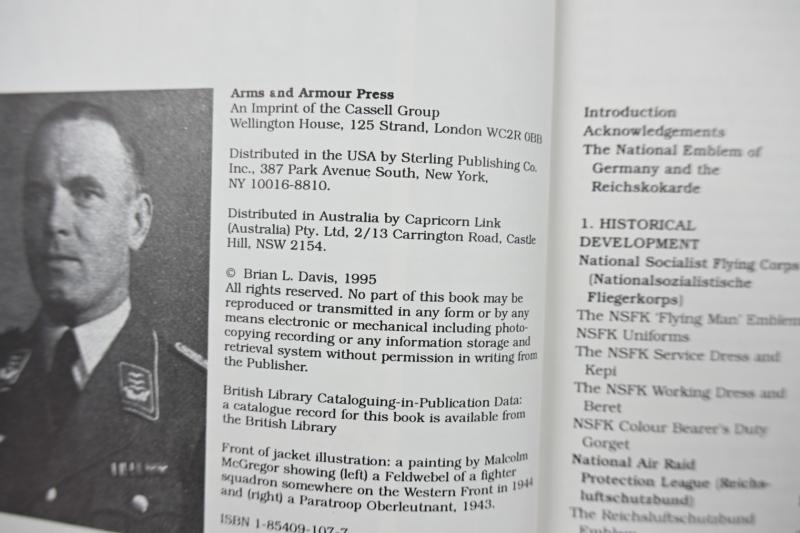 Arms and Armour Press
An Imprint of the Cassell Group
Wellington House, 125 Strand, London WC2R 0BB
Distributed in the USA by Sterling Publishing Co.
Inc., 387 Park Avenue South, New York,
NY 10016-8810.
Distributed in Australia by Capricorn Link
(Australia) Pty. Ltd, 2/13 Carrington Road, Castle
Hill, NSW 2154.
© Brian L. Davis, 1995
All rights reserved. No part of this book may be
reproduced or transmitted in any form or by any
means electronic or mechanical including photo-
copying recording or any information storage and
retrieval system without permission in writing from
the Publisher.
British Library Cataloguing-in-Publication Data:
a catalogue record for this book is available from
the British Library
Front of jacket illustration: a painting by Malcolm
McGregor showing (left) a Feldwebel of a fighter
squadron somewhere on the Western Front in 1944
and (right) a Paratroop Oberleutnant, 1943.
ISBN 1-85409-107-7
Introduction
Acknowledgements
The National Emblem of
Germany and the
Reichskokarde
1. HISTORICAL
DEVELOPMENT
National Socialist Flying Corps
(Nationalsozialistische
Fliegerkorps)
The NSFK 'Flying Man' Emblem
NSFK Uniforms
The NSFK Service Dress and
Kepi
The NSFK Working Dress and
Beret
NSFK Colour Bearer's Duty
Gorget
National Air Raid
Protection League (Reichs-
luftschutzbund)
The Reichsluftschutzbund
Emblem